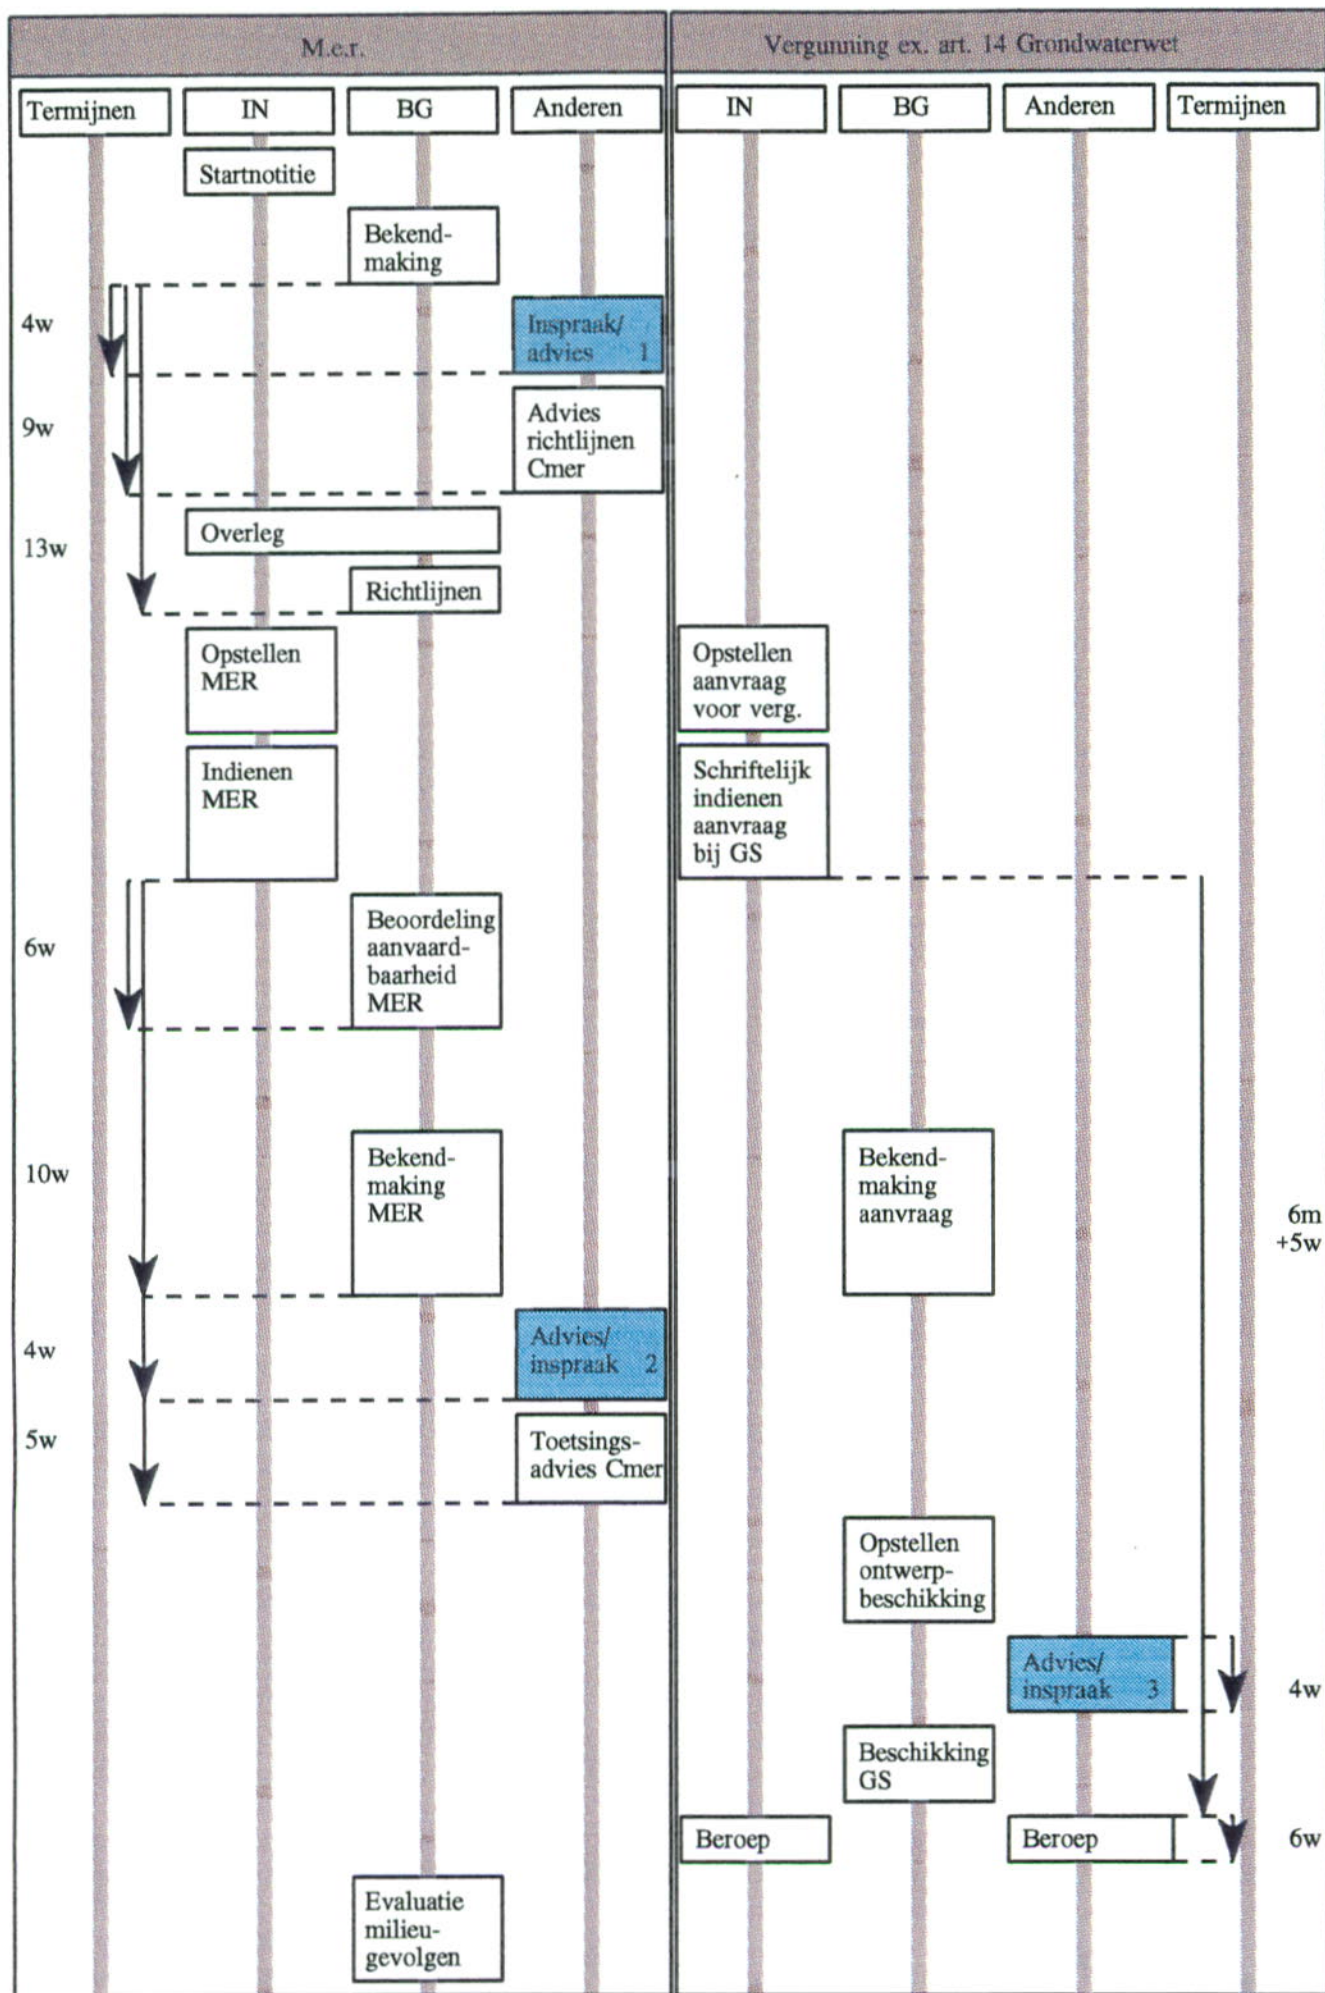 M.e.r.
Vergunning ex. art. 14 Grondwaterwet
Termijnen
IN
BG
Anderen
IN
BG
Anderen
Termijnen
Startnotitie
Bekend-
making
4w
Inspraak/
advies 1
9w
Advies
richtlijnen
Cmer
Overleg
13w
Richtlijnen
Opstellen
MER
Opstellen
aanvraag
voor verg.
Indienen
MER
Schriftelijk
indienen
aanvraag
bij GS
6w
Beoordeling
aanvaard-
baarheid
MER
10w
Bekend-
making
MER
Bekend-
making
aanvraag
6m
+5w
4w
Advies/
inspraak 2
5w
Toetsings-
advies Cmer
Opstellen
ontwerp-
beschikking
Advies/
inspraak 3
4w
Beschikking
GS
Beroep
Beroep
6w
Evaluatie
milieu-
gevolgen